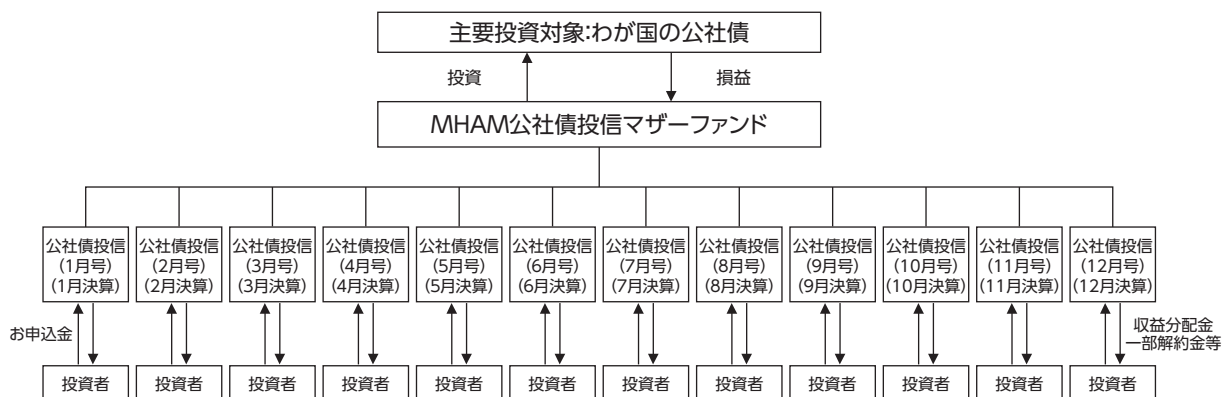 主要投資対象:わが国の公社債
投資
損益
MHAM公社債投信マザーファンド
公社債投信
(1月号)
(1月決算)
公社債投信
(2月号)
(2月決算)
公社債投信
(3月号)
(3月決算)
公社債投信
(4月号)
(4月決算)
公社債投信
(5月号)
(5月決算)
公社債投信
(6月号)
(6月決算)
公社債投信
(7月号)
(7月決算)
公社債投信
(8月号)
(8月決算)
公社債投信
(9月号)
(9月決算)
公社債投信
(10月号)
(10月決算)
公社債投信
(11月号)
(11月決算)
公社債投信
(12月号)
(12月決算)
お申込金
収益分配金
一部解約金等
投資者
投資者
投資者
投資者
投資者
投資者
投資者
投資者
投資者
投資者
投資者
投資者